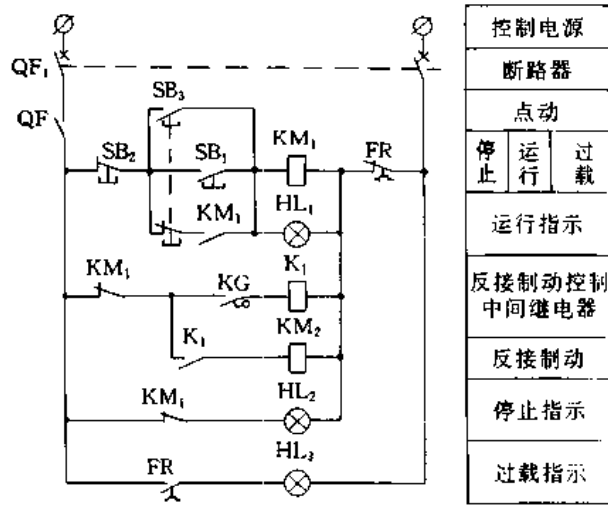 QF₁
QF
SB₃
SB₂
SB₁
KM₁
FR
KM₁
HL₁
KM₁
KG
K₁
K₁
KM₂
KM₁
HL₂
FR
HL₃
控制电源
断路器
点动
停止
运行
过载
运行指示
反接制动控制
中间继电器
反接制动
停止指示
过载指示